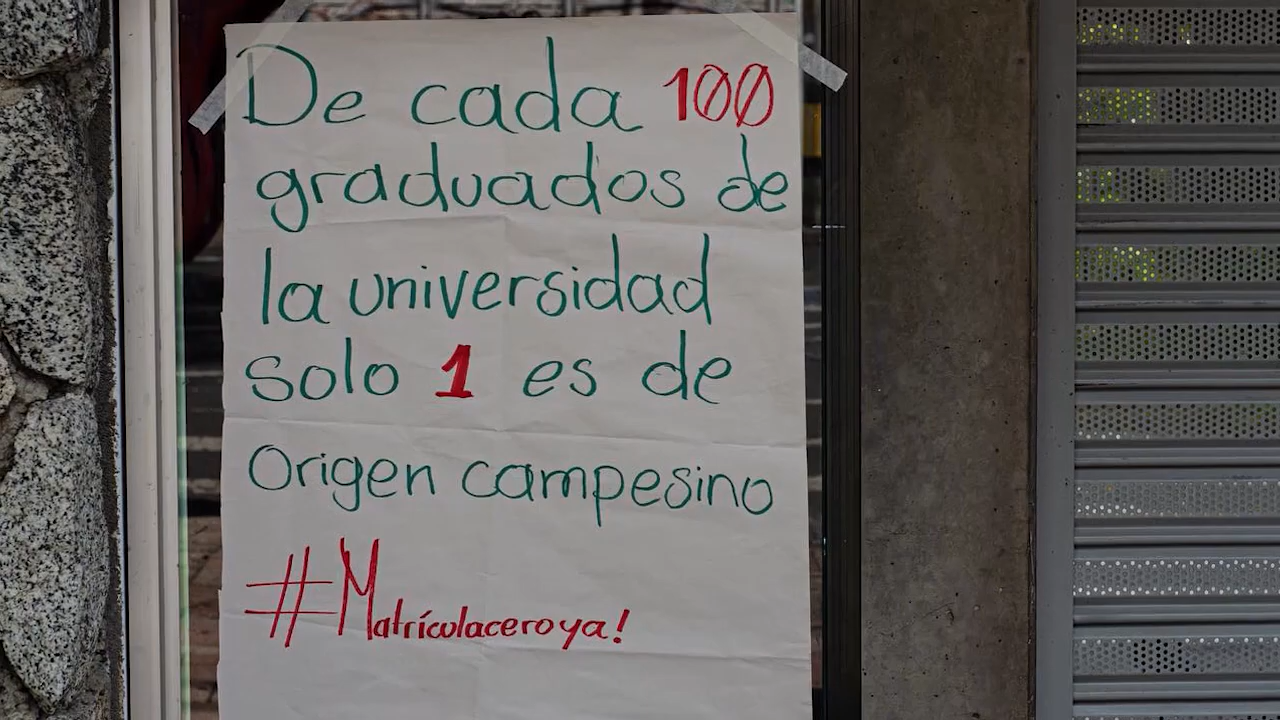 De cada 100
graduados de
la universidad
solo 1 es de
Origen campesino
#Matrículaceroya!